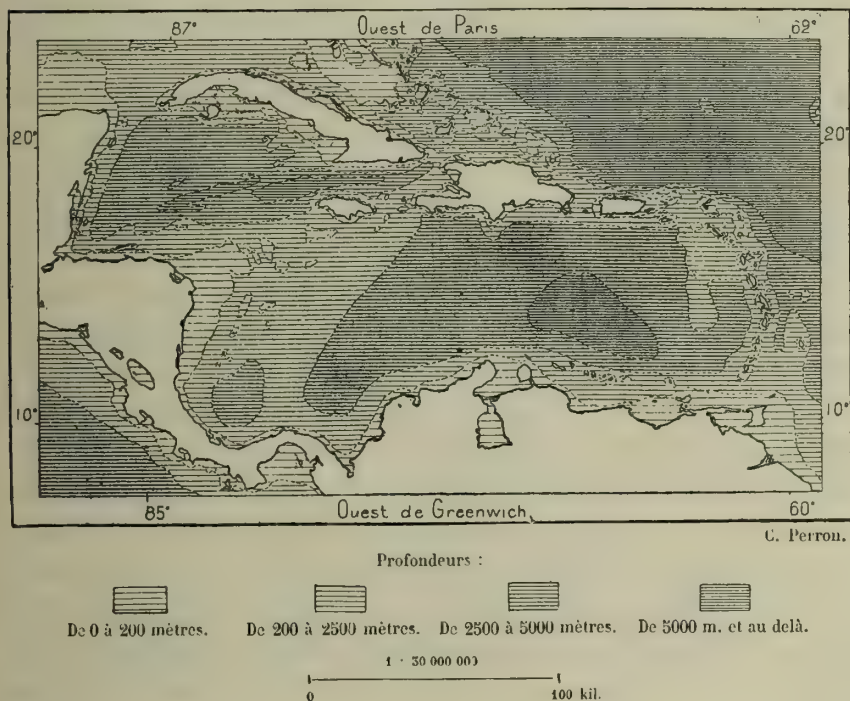 87° Ouest de Paris 69°
20° 20°
10° 10°
85° Ouest de Greenwich 60°
C. Perron.
Profondeurs :
De 0 à 200 mètres. De 200 à 2500 mètres. De 2500 à 5000 mètres. De 5000 m. et au delà.
1 : 30 000 000
0 100 kil.